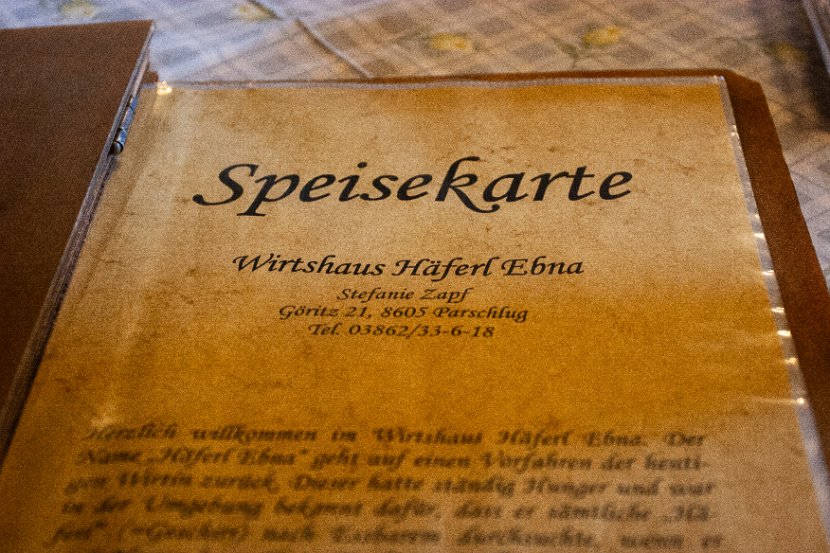 Speisekarte
Wirtshaus Häferl Ebna
Stefanie Zapf
Göritz 21, 8605 Parschlug
Tel. 03862/33-6-18
Herzlich willkommen im Wirtshaus Häferl Ebna. Der
Name „Häferl Ebna" geht auf einen Vorfahren der heuti-
gen Wirtin zurück. Dieser hatte ständig Hunger und war
in der Umgebung bekannt dafür, dass er sämtliche „Hä-
ferl" (=Geschirr) nach Essbarem durchsuchte, wenn er